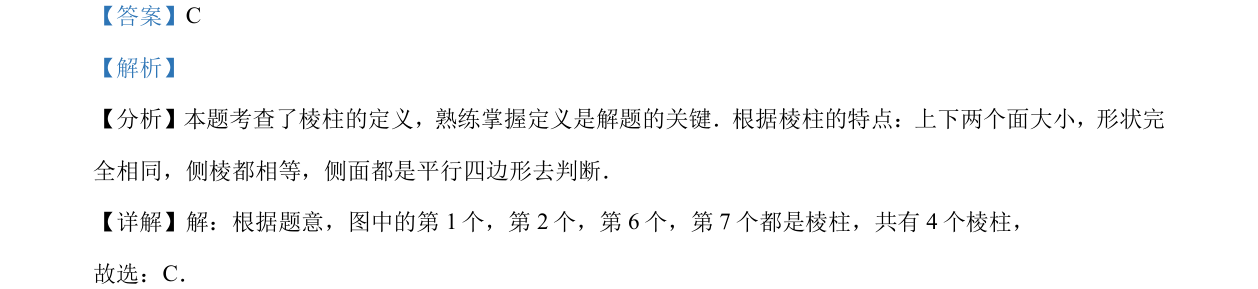 【答案】C
【解析】
【分析】本题考查了棱柱的定义，熟练掌握定义是解题的关键．根据棱柱的特点：上下两个面大小，形状完
全相同，侧棱都相等，侧面都是平行四边形去判断．
【详解】解：根据题意，图中的第 1 个，第 2 个，第 6 个，第 7 个都是棱柱，共有 4 个棱柱，
故选：C．